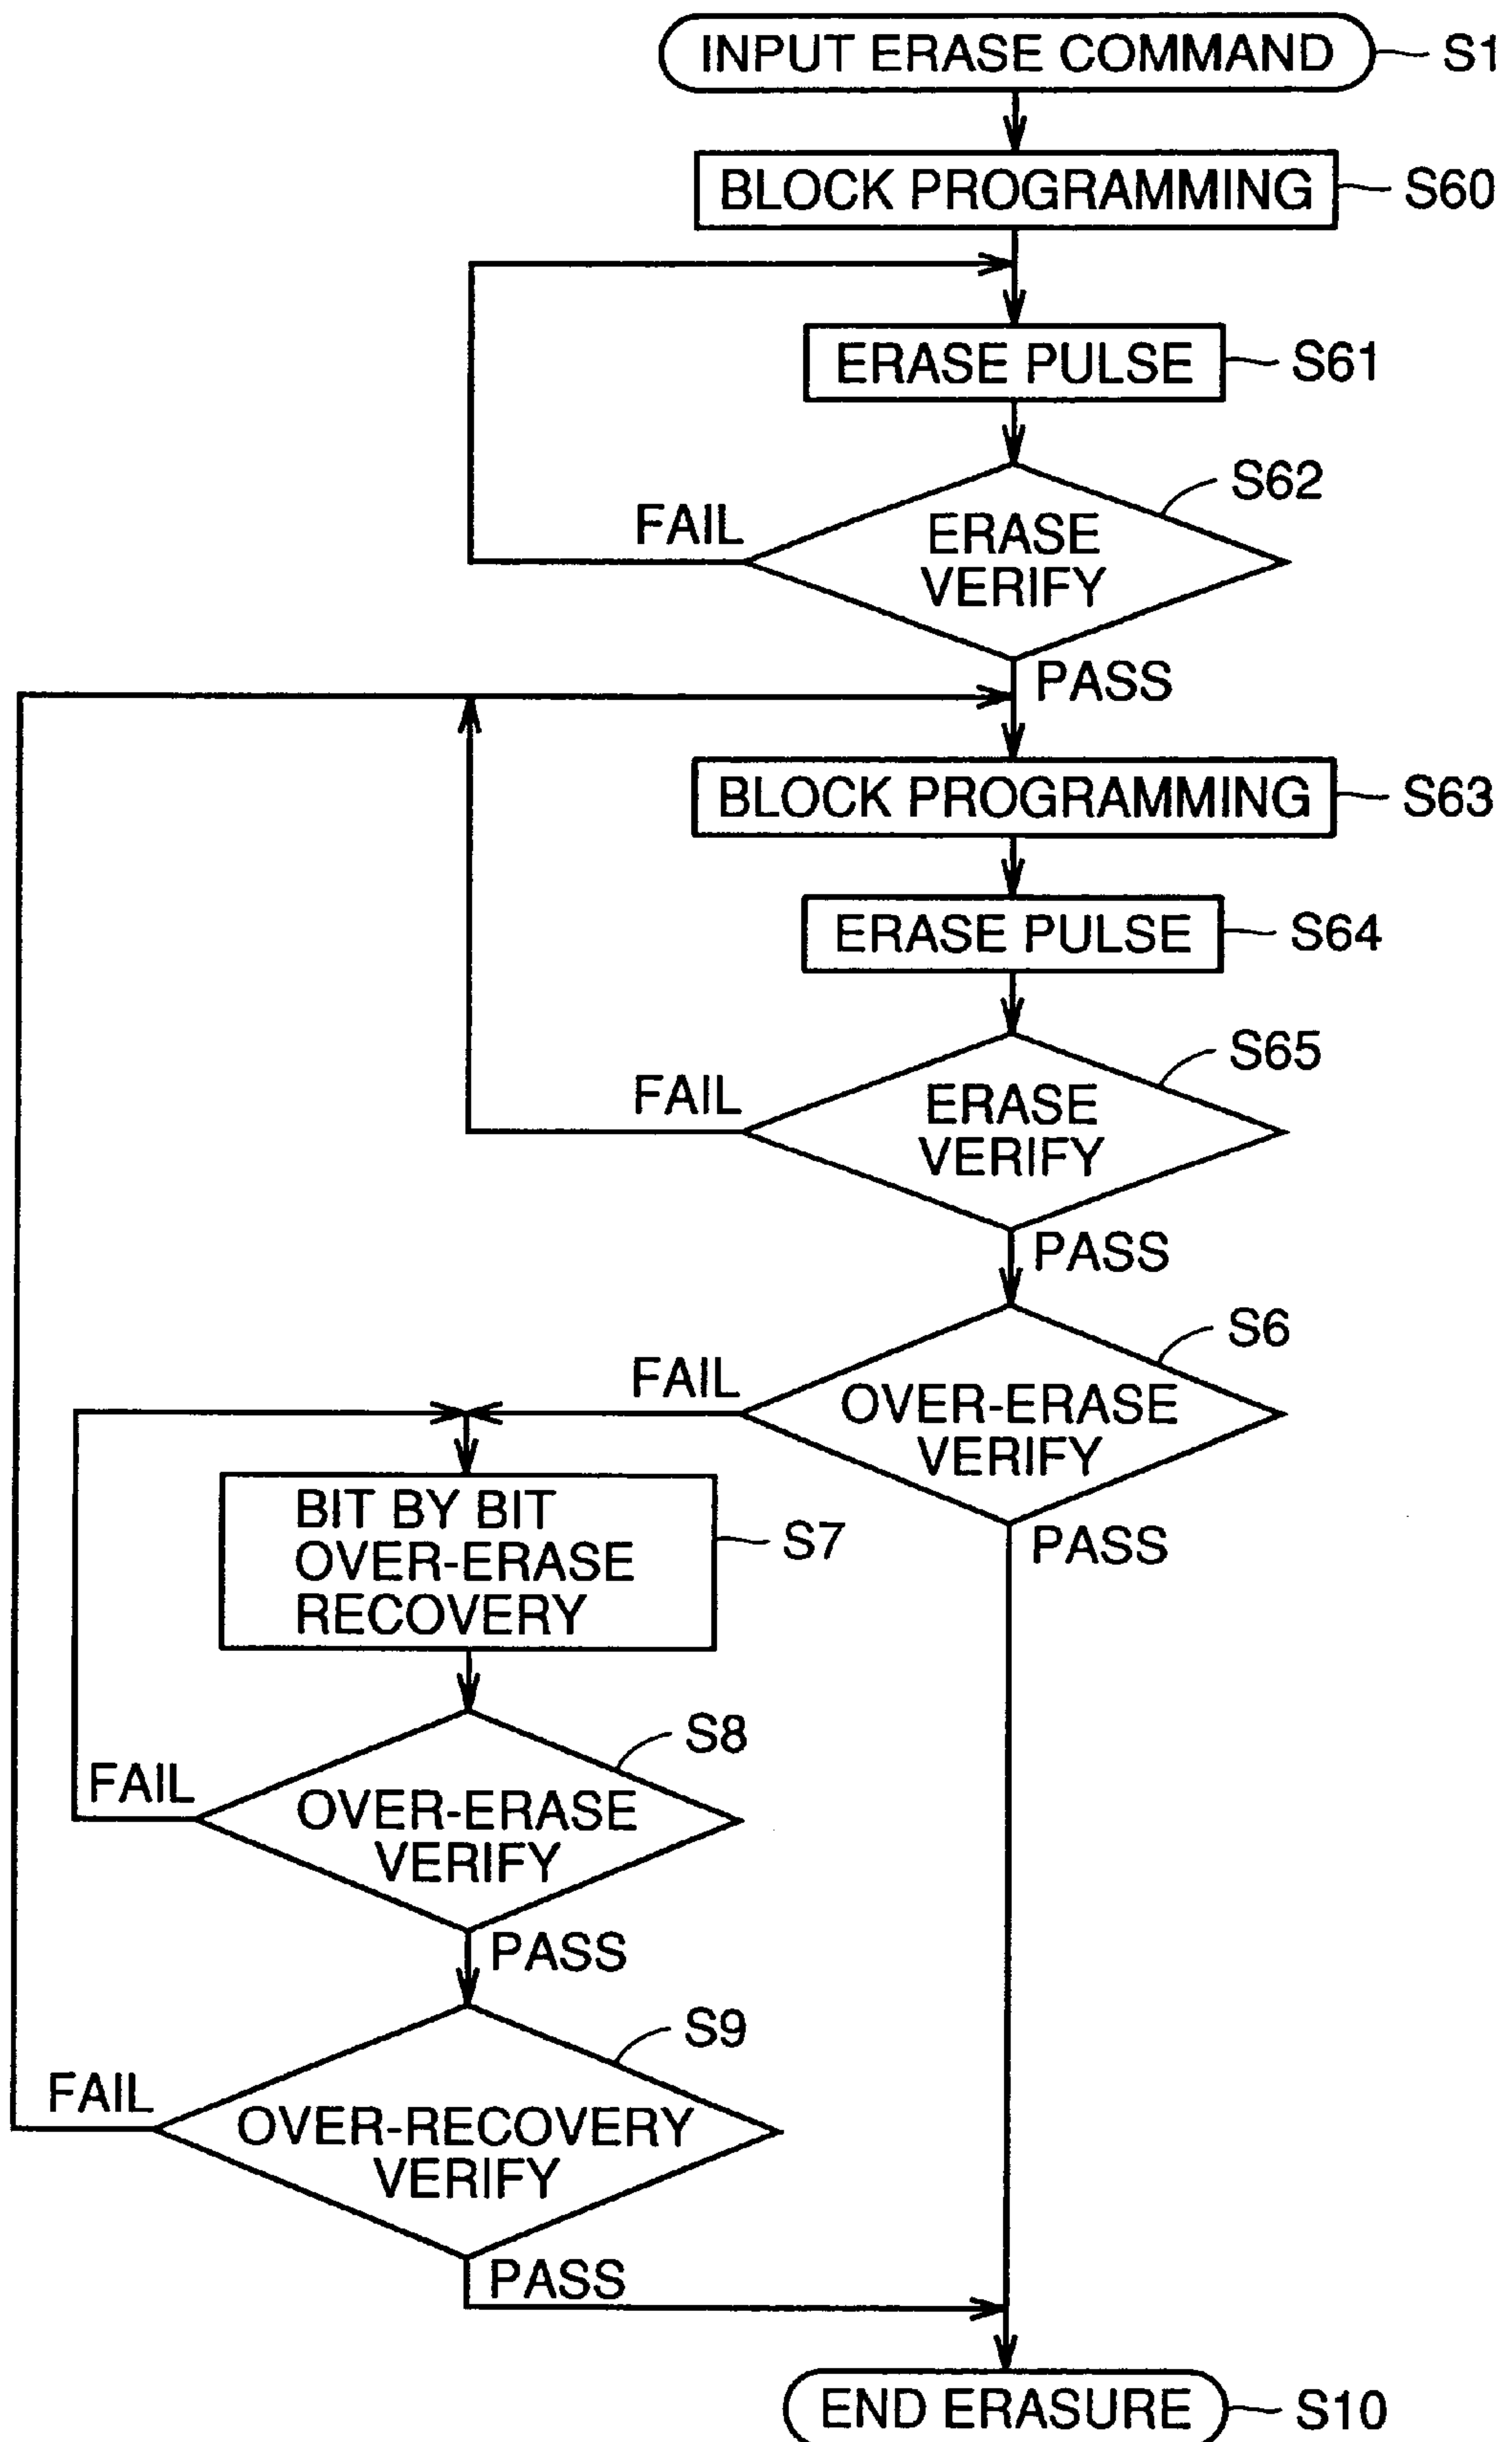 INPUT ERASE COMMAND S1
BLOCK PROGRAMMING S60
ERASE PULSE S61
S62
FAIL
ERASE
VERIFY
PASS
BLOCK PROGRAMMING S63
ERASE PULSE S64
S65
FAIL
ERASE
VERIFY
PASS
S6
FAIL
OVER-ERASE
VERIFY
PASS
BIT BY BIT
OVER-ERASE
RECOVERY
S7
S8
FAIL
OVER-ERASE
VERIFY
PASS
S9
FAIL
OVER-RECOVERY
VERIFY
PASS
END ERASURE S10